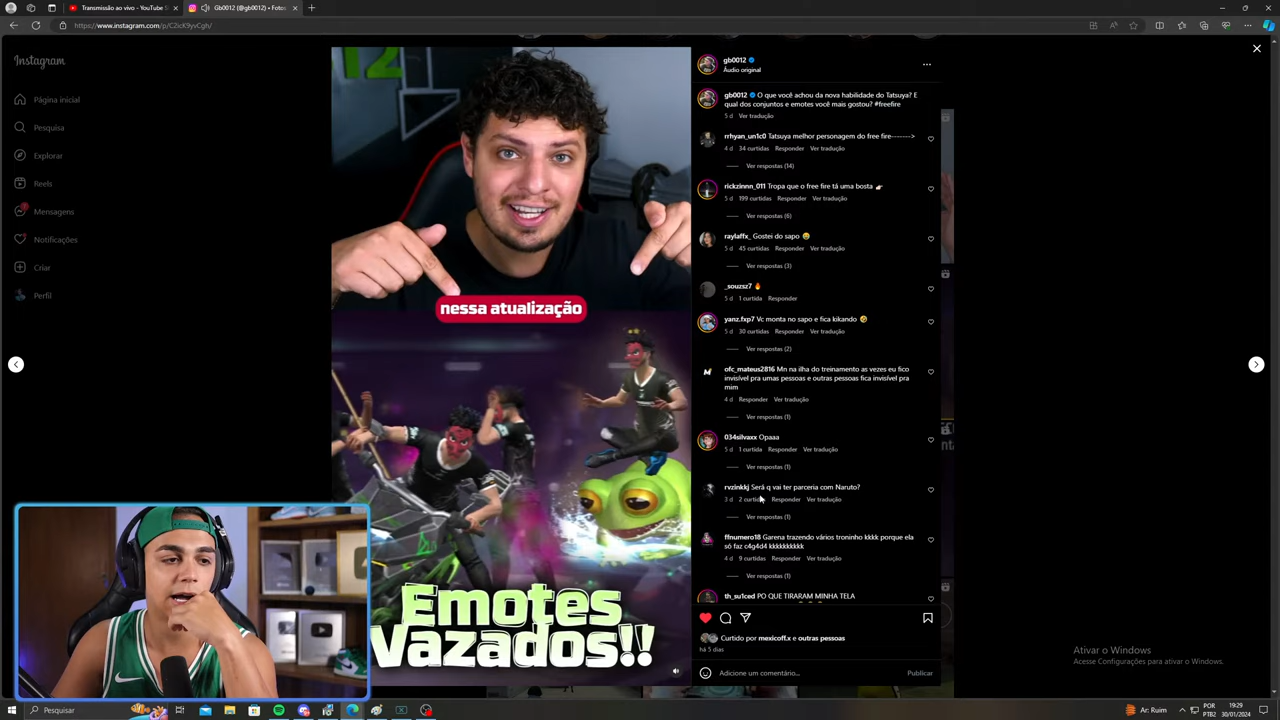 Transmissão ao vivo - YouTube S
Gb0012 (@gb0012) • Fotos
https://www.instagram.com/p/C2icK9yvCgh/
Instagram
Página inicial
Pesquisa
Explorar
Reels
Mensagens
Notificações
Criar
Perfil
12
nessa atualização
Emotes
Vazados!!
gb0012
Áudio original
gb0012 O que você achou da nova habilidade do Tatsuya? E
qual dos conjuntos e emotes você mais gostou? #freefire
5 d Ver tradução
rrhyan_un1c0 Tatsuya melhor personagem do free fire------->
4 d 34 curtidas Responder Ver tradução
Ver respostas (14)
rickzinnn_011 Tropa que o free fire tá uma bosta
5 d 199 curtidas Responder Ver tradução
Ver respostas (6)
raylaffx_ Gostei do sapo 😅
5 d 45 curtidas Responder Ver tradução
Ver respostas (3)
_souzsz7 🔥
5 d 1 curtida Responder
yanz.fxp7 Vc monta no sapo e fica kikando 🤣
5 d 30 curtidas Responder Ver tradução
Ver respostas (2)
ofc_mateus2816 Mn na ilha do treinamento as vezes eu fico
invisível pra umas pessoas e outras pessoas fica invisível pra
mim
4 d Responder Ver tradução
Ver respostas (1)
034silvaxx Opaaa
5 d 1 curtida Responder Ver tradução
Ver respostas (1)
rvzinkkj Será q vai ter parceria com Naruto?
3 d 2 curtid Responder Ver tradução
Ver respostas (1)
ffnumero18 Garena trazendo vários troninho kkkk porque ela
só faz c4g4d4 kkkkkkkkkk
4 d 9 curtidas Responder Ver tradução
Ver respostas (1)
th_su1ced PO QUE TIRARAM MINHA TELA
Curtido por mexicoff.x e outras pessoas
há 5 dias
Adicione um comentário...
Publicar
Ativar o Windows
Acesse Configurações para ativar o Windows.
Pesquisar
Ar: Ruim
POR
PTB2
19:29
30/01/2024